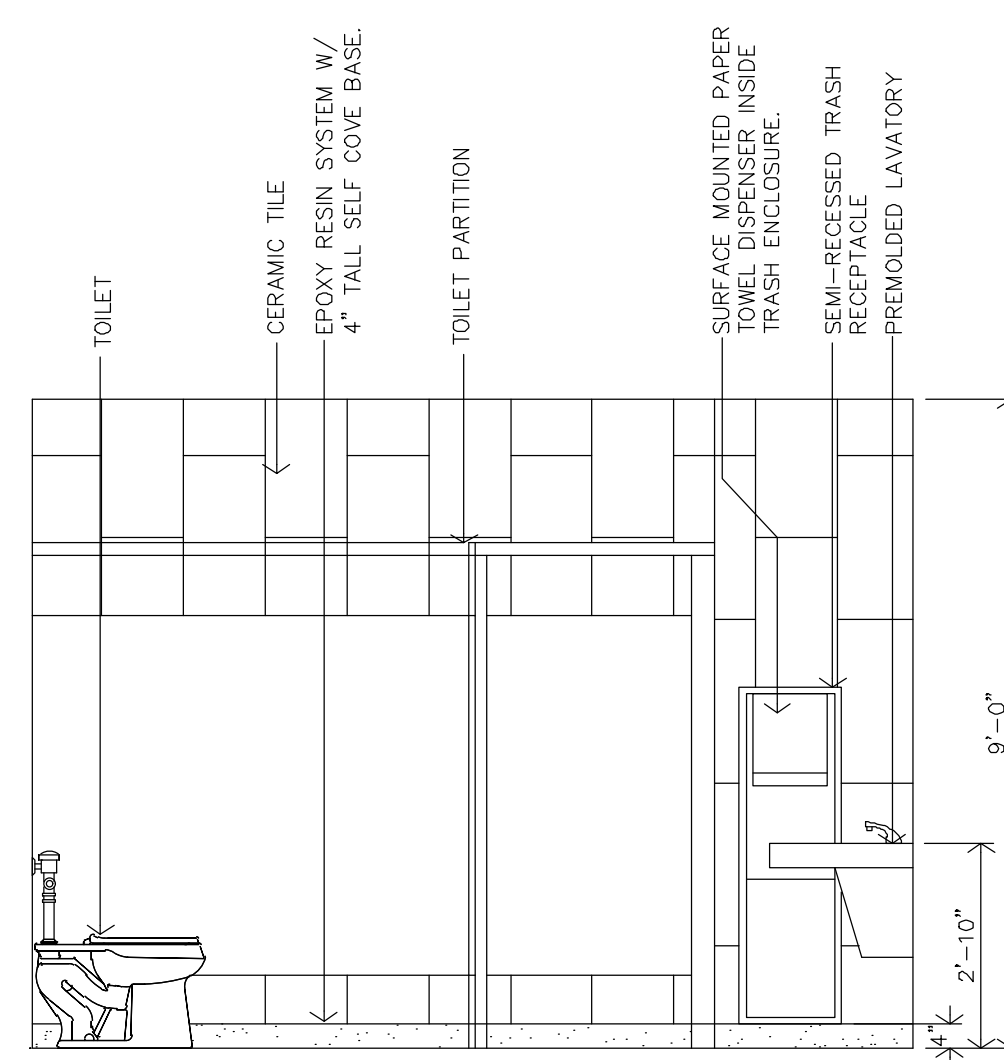 TOILET
CERAMIC TILE
EPOXY RESIN SYSTEM W/
4" TALL SELF COVE BASE.
TOILET PARTITION
SURFACE MOUNTED PAPER
TOWEL DISPENSER INSIDE
TRASH ENCLOSURE.
SEMI-RECESSED TRASH
RECEPTACLE
PREMOLDED LAVATORY
9'-0"
2'-10"
4"